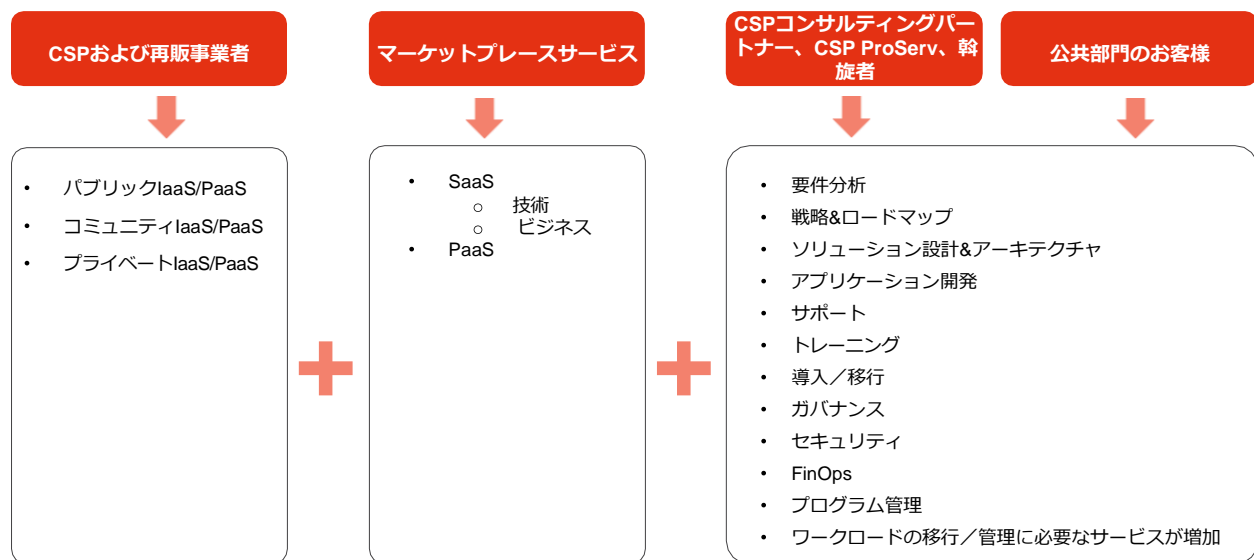 CSPおよび再販事業者
マーケットプレースサービス
CSPコンサルティングパー
トナー、CSP ProServ、斡
旋者
公共部門のお客様
• パブリックIaaS/PaaS
• コミュニティIaaS/PaaS
• プライベートIaaS/PaaS
• SaaS
○ 技術
○ ビジネス
• PaaS
• 要件分析
• 戦略&ロードマップ
• ソリューション設計&アーキテクチャ
• アプリケーション開発
• サポート
• トレーニング
• 導入／移行
• ガバナンス
• セキュリティ
• FinOps
• プログラム管理
• ワークロードの移行／管理に必要なサービスが増加